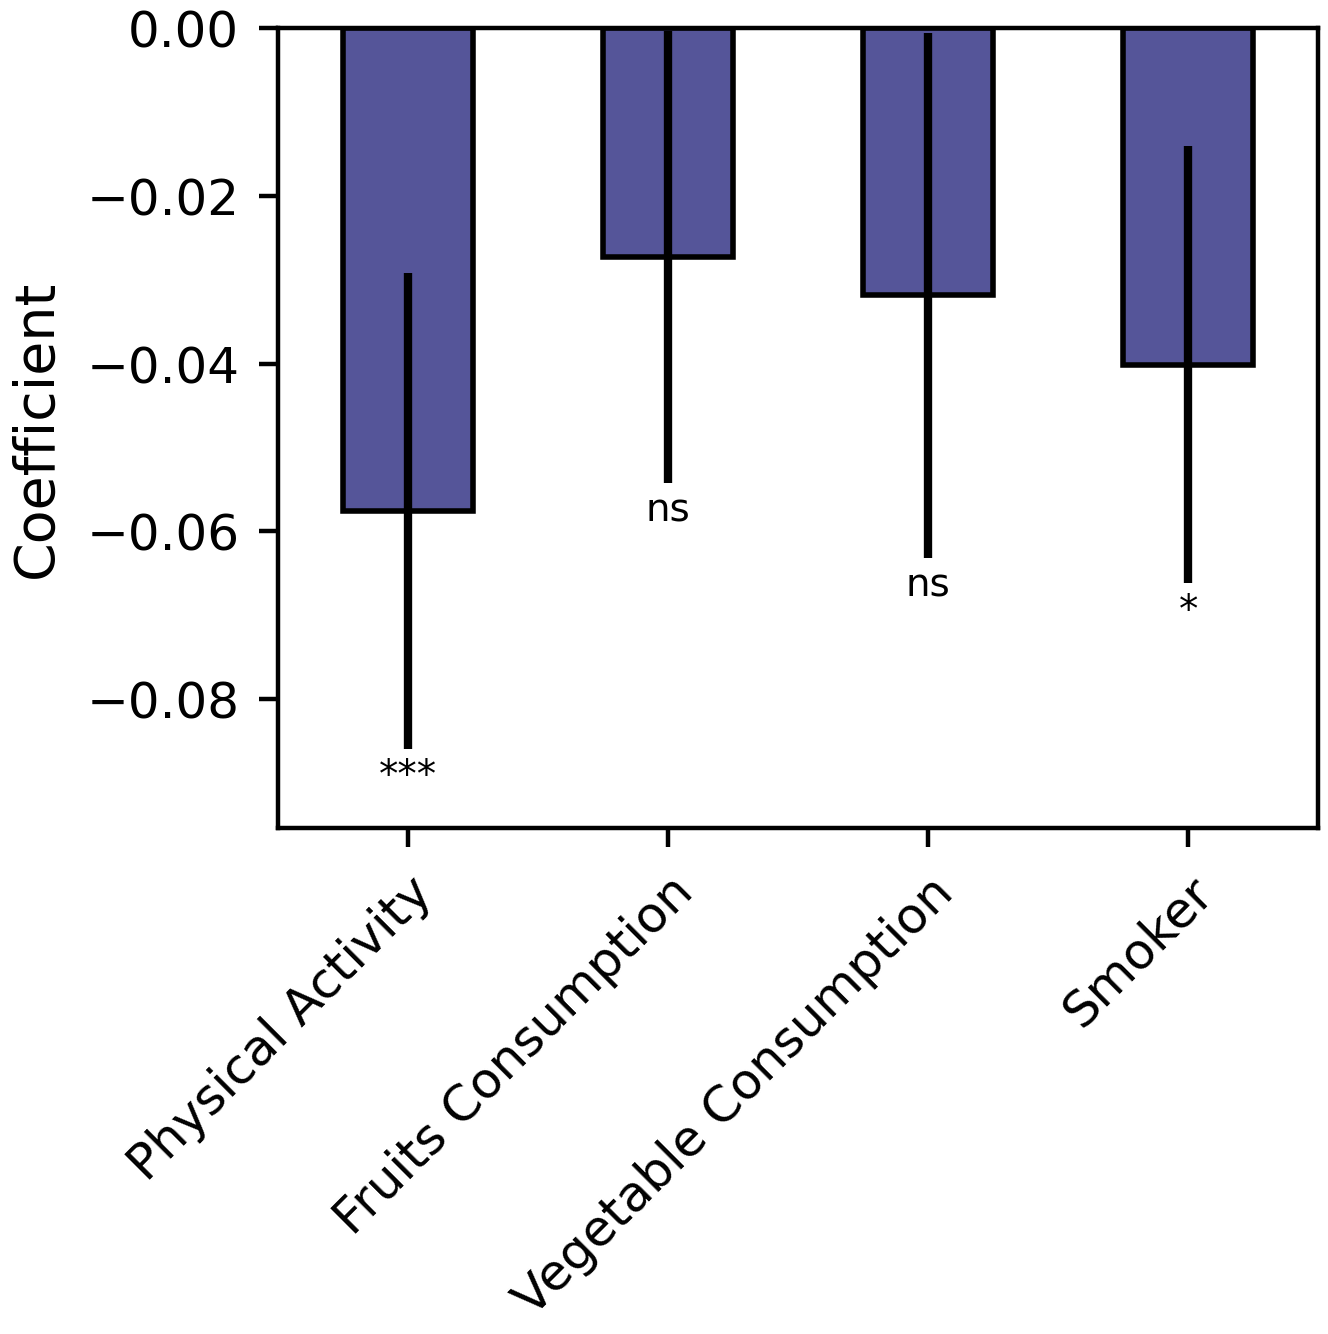 0.00
−0.02
−0.04
−0.06
−0.08
Coefficient
***
ns
ns
*
Physical Activity
Fruits Consumption
Vegetable Consumption
Smoker